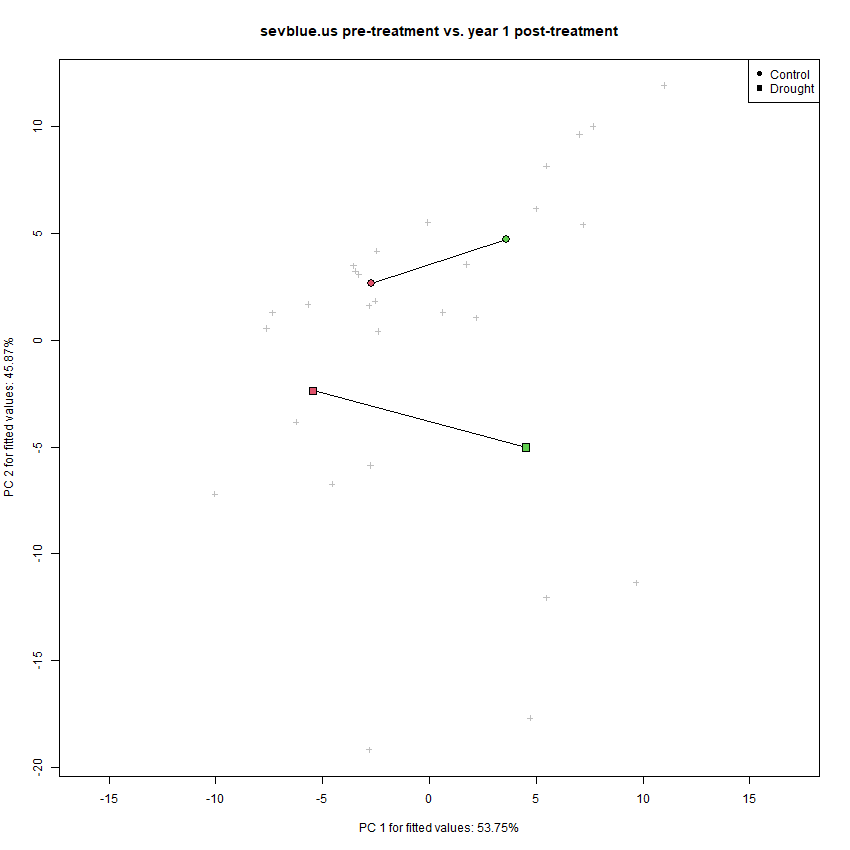 sevblue.us pre-treatment vs. year 1 post-treatment
Control
Drought
10
5
0
-5
-10
-15
-20
PC 2 for fitted values: 45.87%
-15
-10
-5
0
5
10
15
PC 1 for fitted values: 53.75%